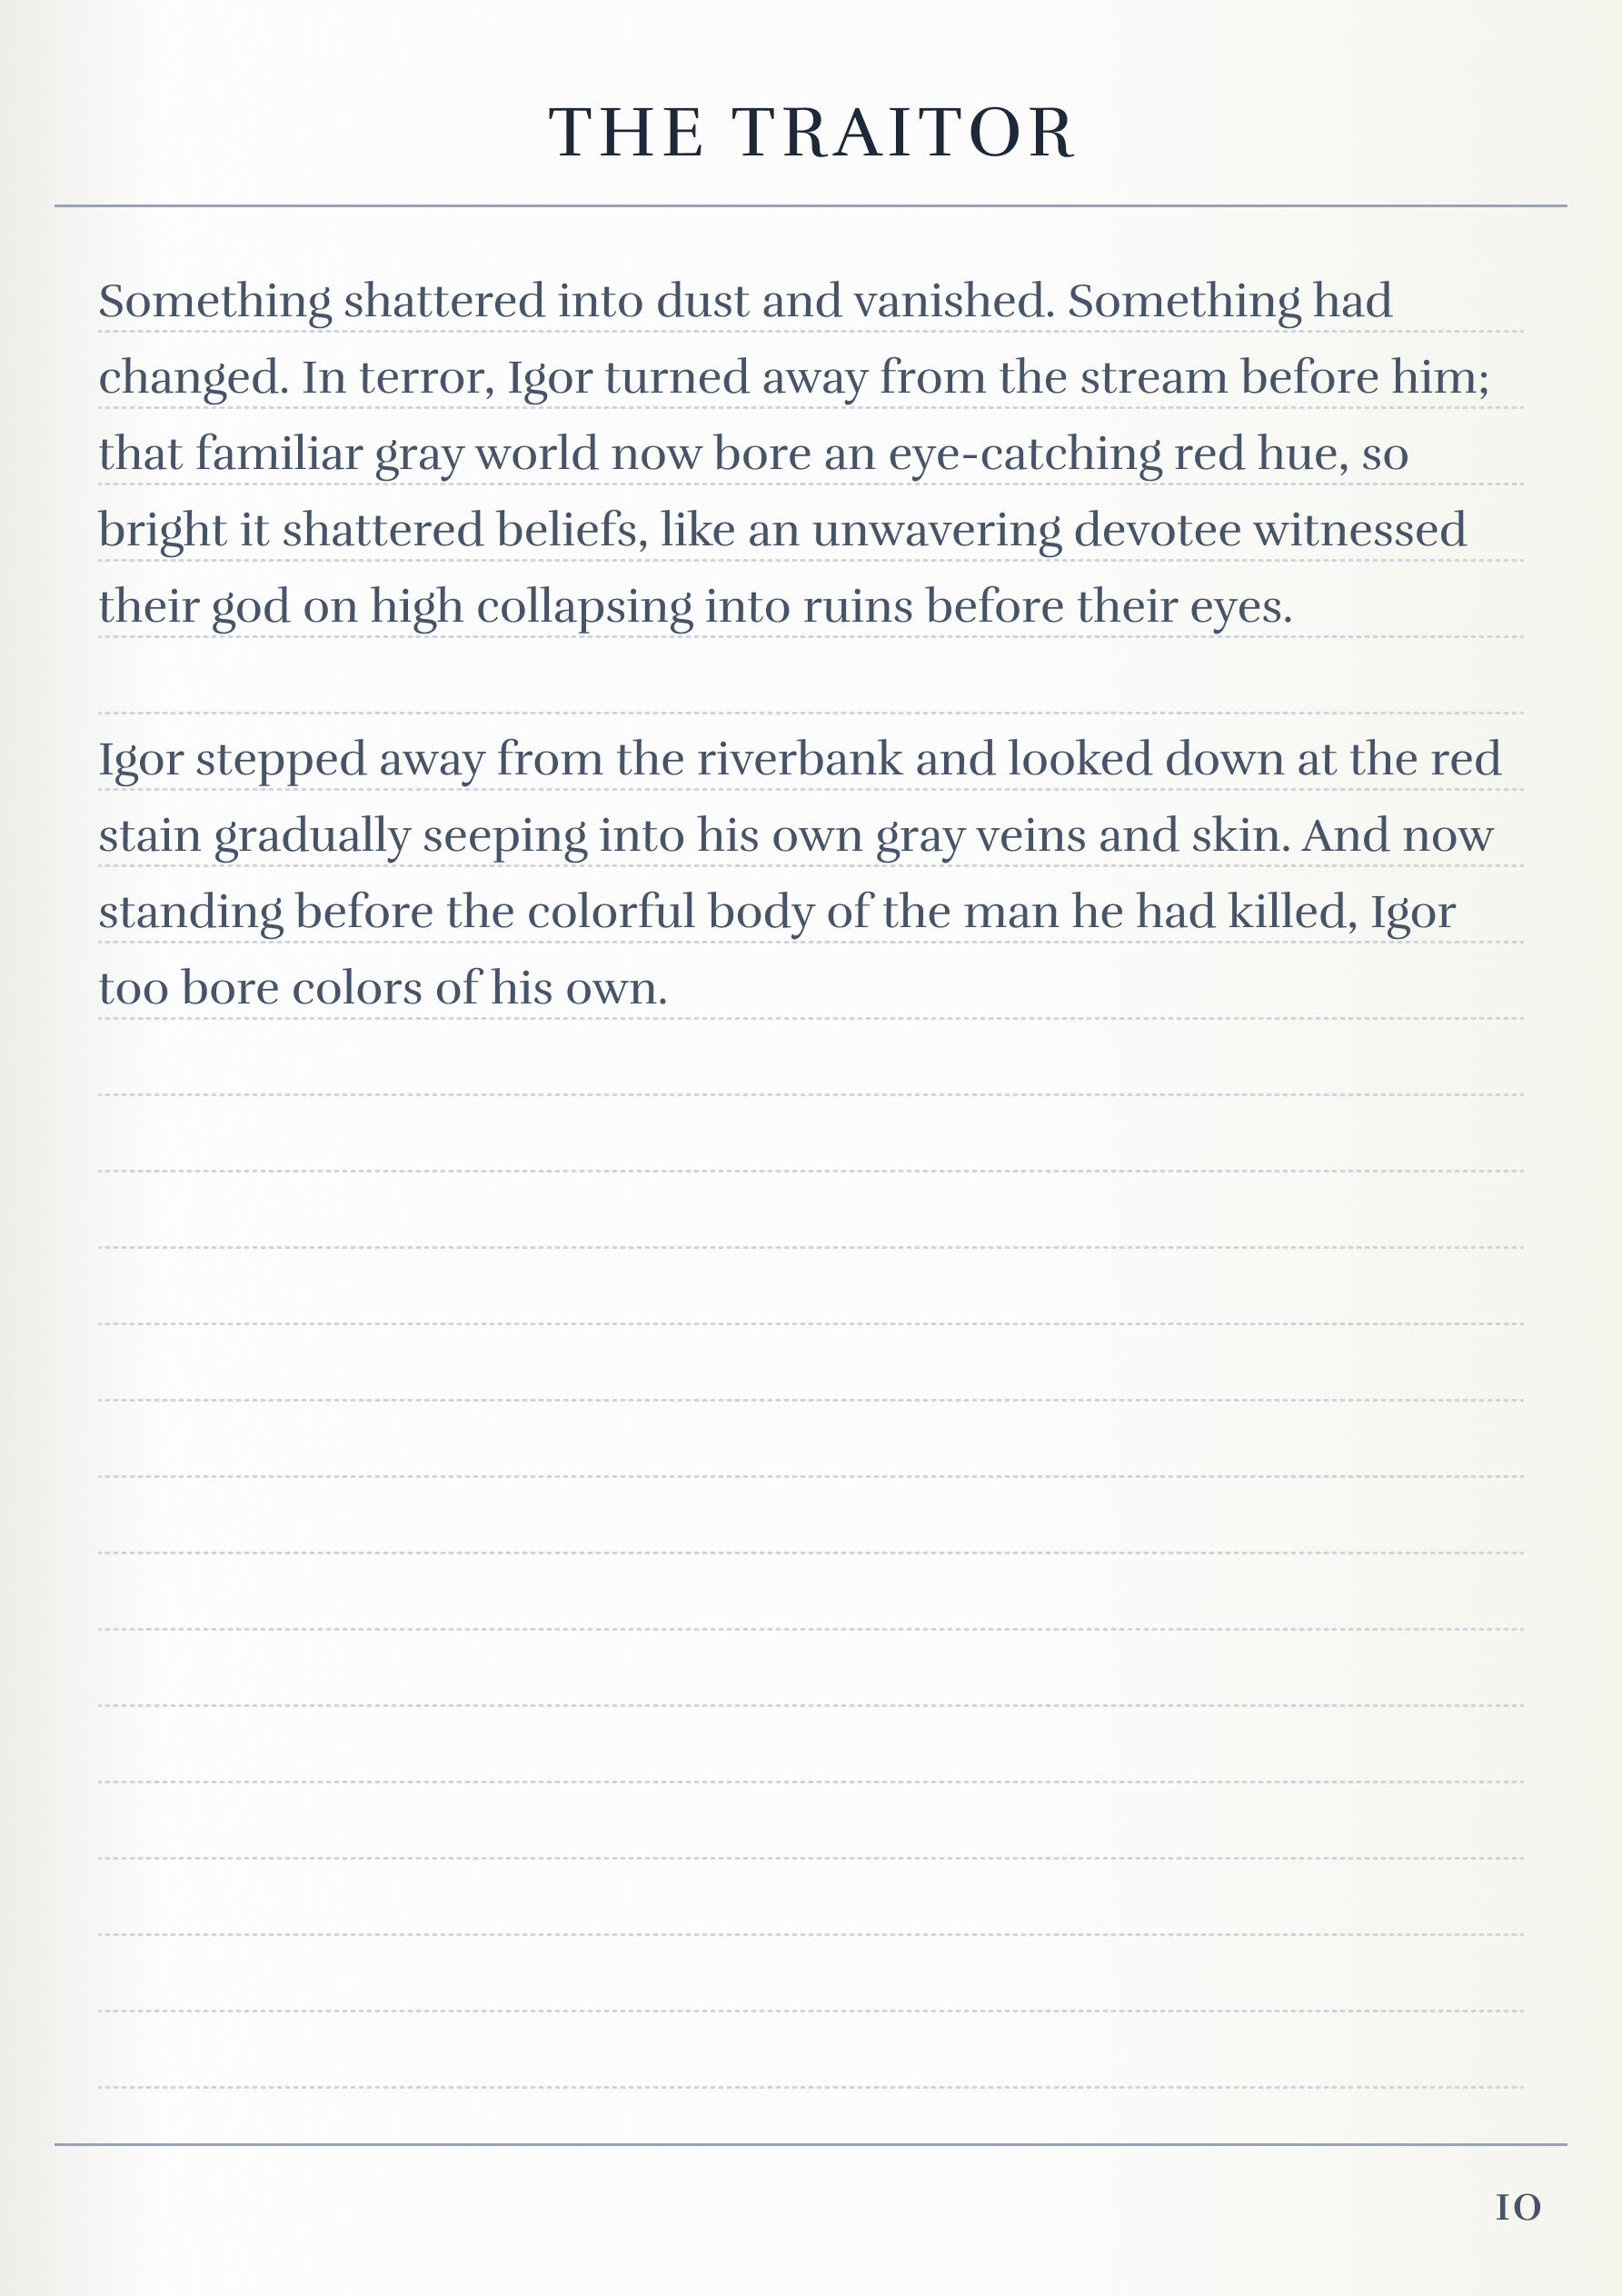 THE TRAITOR
Something shattered into dust and vanished. Something had
changed. In terror, Igor turned away from the stream before him;
that familiar gray world now bore an eye-catching red hue, so
bright it shattered beliefs, like an unwavering devotee witnessed
their god on high collapsing into ruins before their eyes.
Igor stepped away from the riverbank and looked down at the red
stain gradually seeping into his own gray veins and skin. And now
standing before the colorful body of the man he had killed, Igor
too bore colors of his own.
10